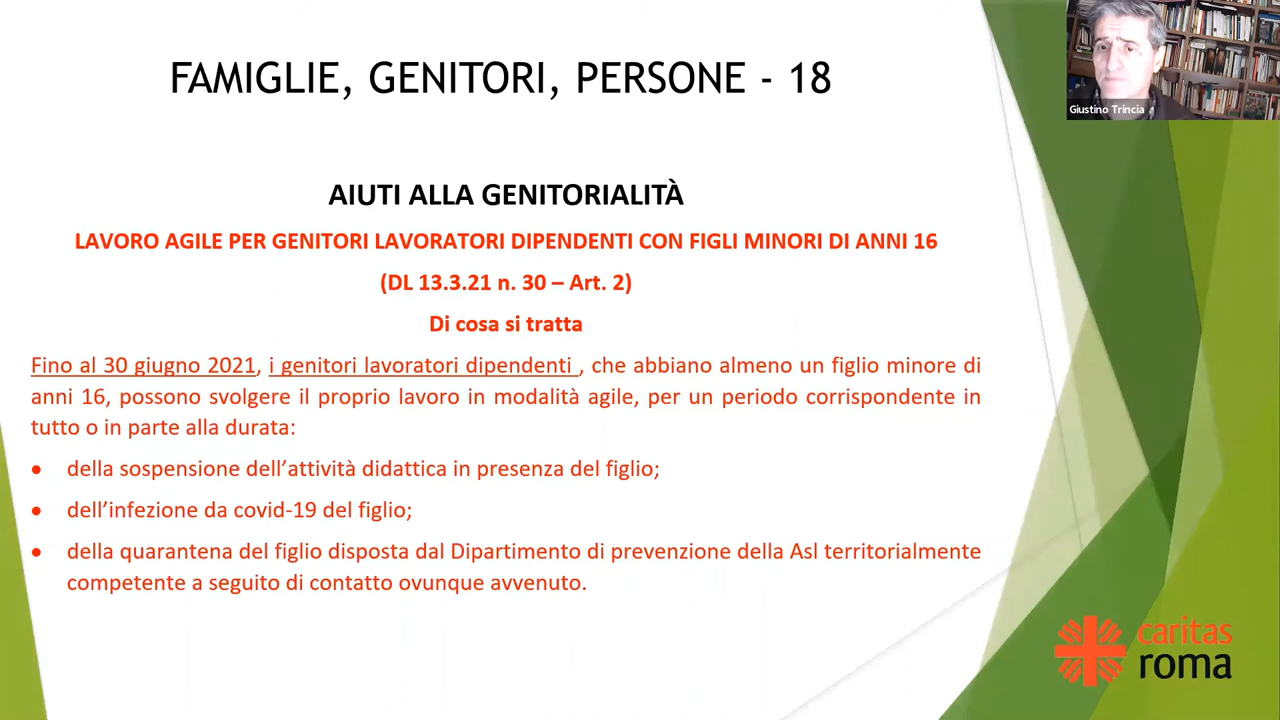 FAMIGLIE, GENITORI, PERSONE - 18
Giustino Trincia
AIUTI ALLA GENITORIALITÀ
LAVORO AGILE PER GENITORI LAVORATORI DIPENDENTI CON FIGLI MINORI DI ANNI 16
(DL 13.3.21 n. 30 – Art. 2)
Di cosa si tratta
Fino al 30 giugno 2021, i genitori lavoratori dipendenti , che abbiano almeno un figlio minore di
anni 16, possono svolgere il proprio lavoro in modalità agile, per un periodo corrispondente in
tutto o in parte alla durata:
• della sospensione dell’attività didattica in presenza del figlio;
• dell’infezione da covid-19 del figlio;
• della quarantena del figlio disposta dal Dipartimento di prevenzione della Asl territorialmente
competente a seguito di contatto ovunque avvenuto.
caritas
roma